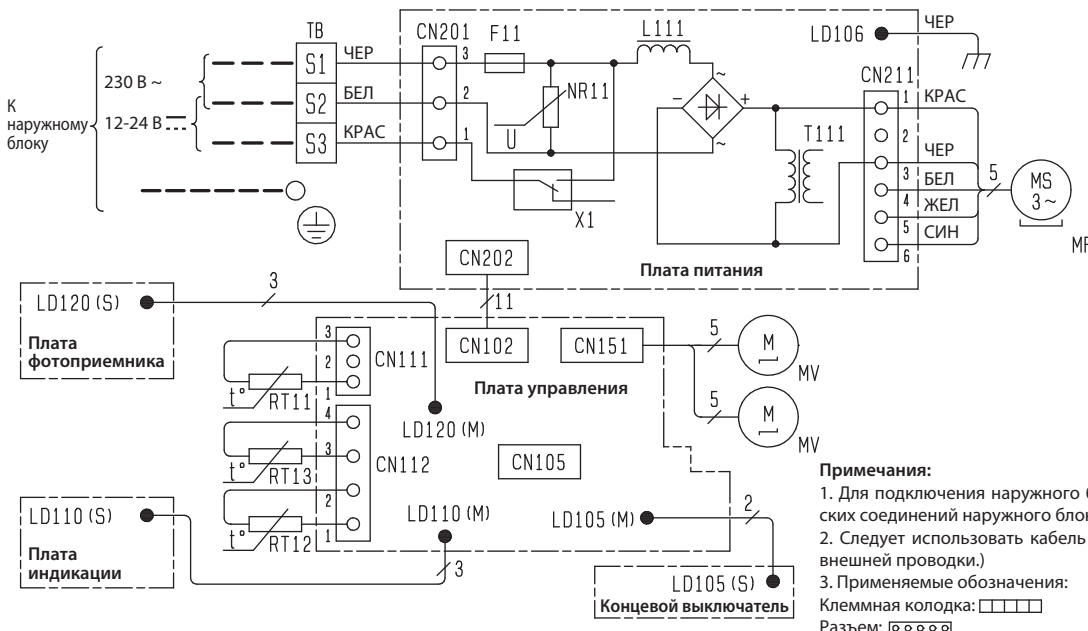 TB
CN201
F11
L111
LD106
ЧЕР
К наружному блоку
230 В ~
12-24 В
S1
S2
S3
ЧЕР
БЕЛ
КРАС
3
2
1
NR11
U
X1
~
−
+
~
T111
CN211
1
2
3
4
5
6
КРАС
ЧЕР
БЕЛ
ЖЕЛ
СИН
5
MS
3~
Плата питания
CN202
11
CN102
CN151
5
M
MV
5
M
MV
Плата управления
LD120 (S)
3
Плата
фотоприемника
3
2
1
CN111
t°
RT11
LD120 (M)
4
3
2
1
CN112
t°
RT13
t°
RT12
CN105
LD110 (S)
Плата
индикации
LD110 (M)
3
LD105 (M)
2
LD105 (S)
Концевой выключатель
Примечания:
1. Для подключения наружного
ских соединений наружного
2. Следует использовать кабель
внешней проводки.)
3. Применяемые обозначения:
Клеммная колодка:
Разъем: